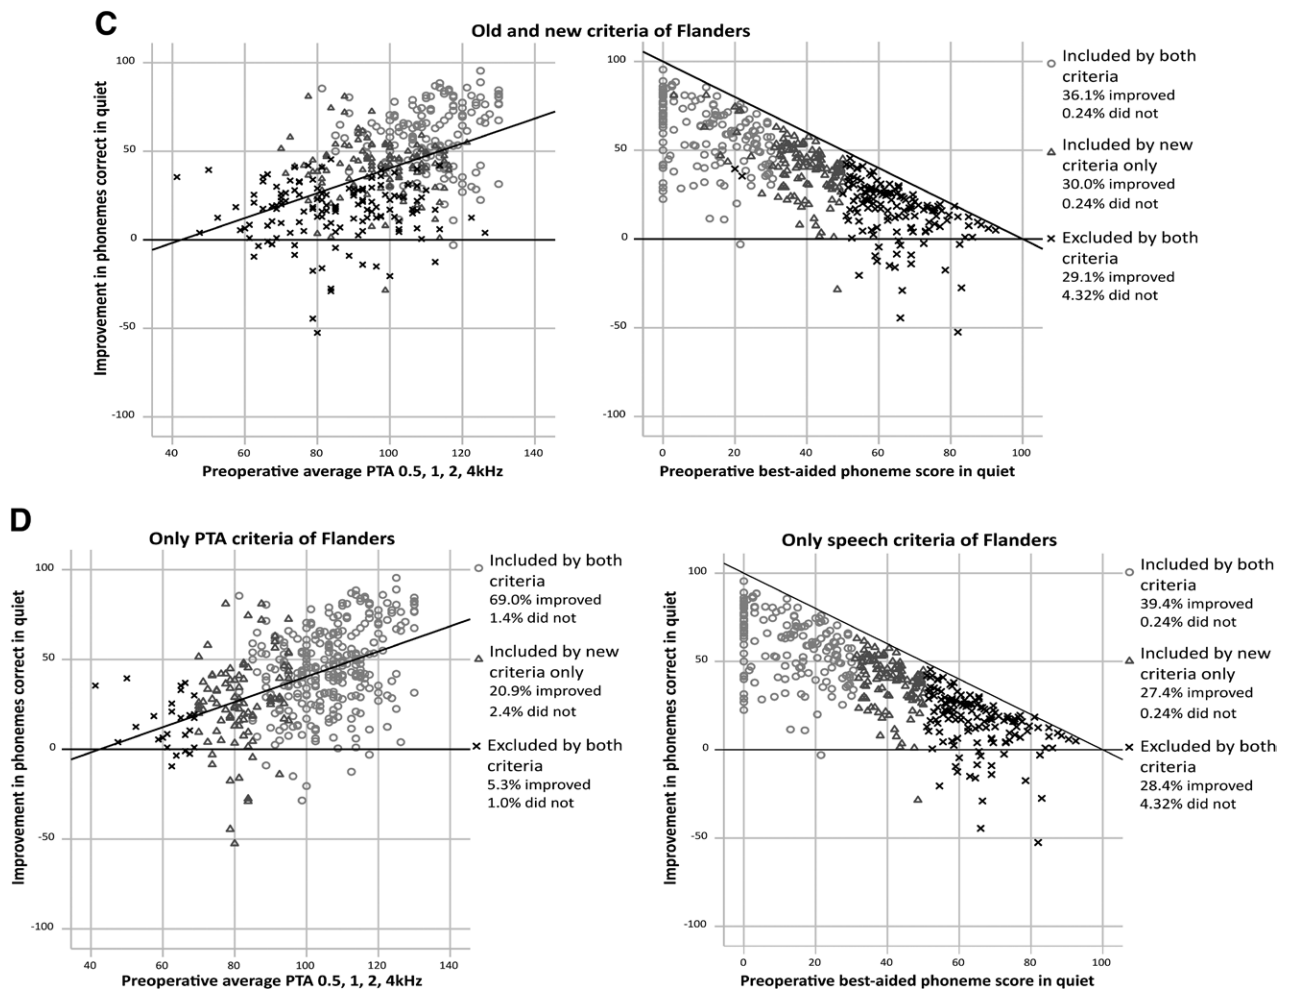 C
Old and new criteria of Flanders
Improvement in phonemes correct in quiet
100
50
0
-50
-100
40 60 80 100 120 140
Preoperative average PTA 0.5, 1, 2, 4kHz
100
50
0
-50
-100
0 20 40 60 80 100
Preoperative best-aided phoneme score in quiet
Included by both
criteria
36.1% improved
0.24% did not
Included by new
criteria only
30.0% improved
0.24% did not
Excluded by both
criteria
29.1% improved
4.32% did not
D
Only PTA criteria of Flanders
Improvement in phonemes correct in quiet
100
50
0
-50
-100
40 60 80 100 120 140
Preoperative average PTA 0.5, 1, 2, 4kHz
Included by both
criteria
69.0% improved
1.4% did not
Included by new
criteria only
20.9% improved
2.4% did not
Excluded by both
criteria
5.3% improved
1.0% did not
Only speech criteria of Flanders
Improvement in phonemes correct in quiet
100
50
0
-50
-100
0 20 40 60 80 100
Preoperative best-aided phoneme score in quiet
Included by both
criteria
39.4% improved
0.24% did not
Included by new
criteria only
27.4% improved
0.24% did not
Excluded by both
criteria
28.4% improved
4.32% did not